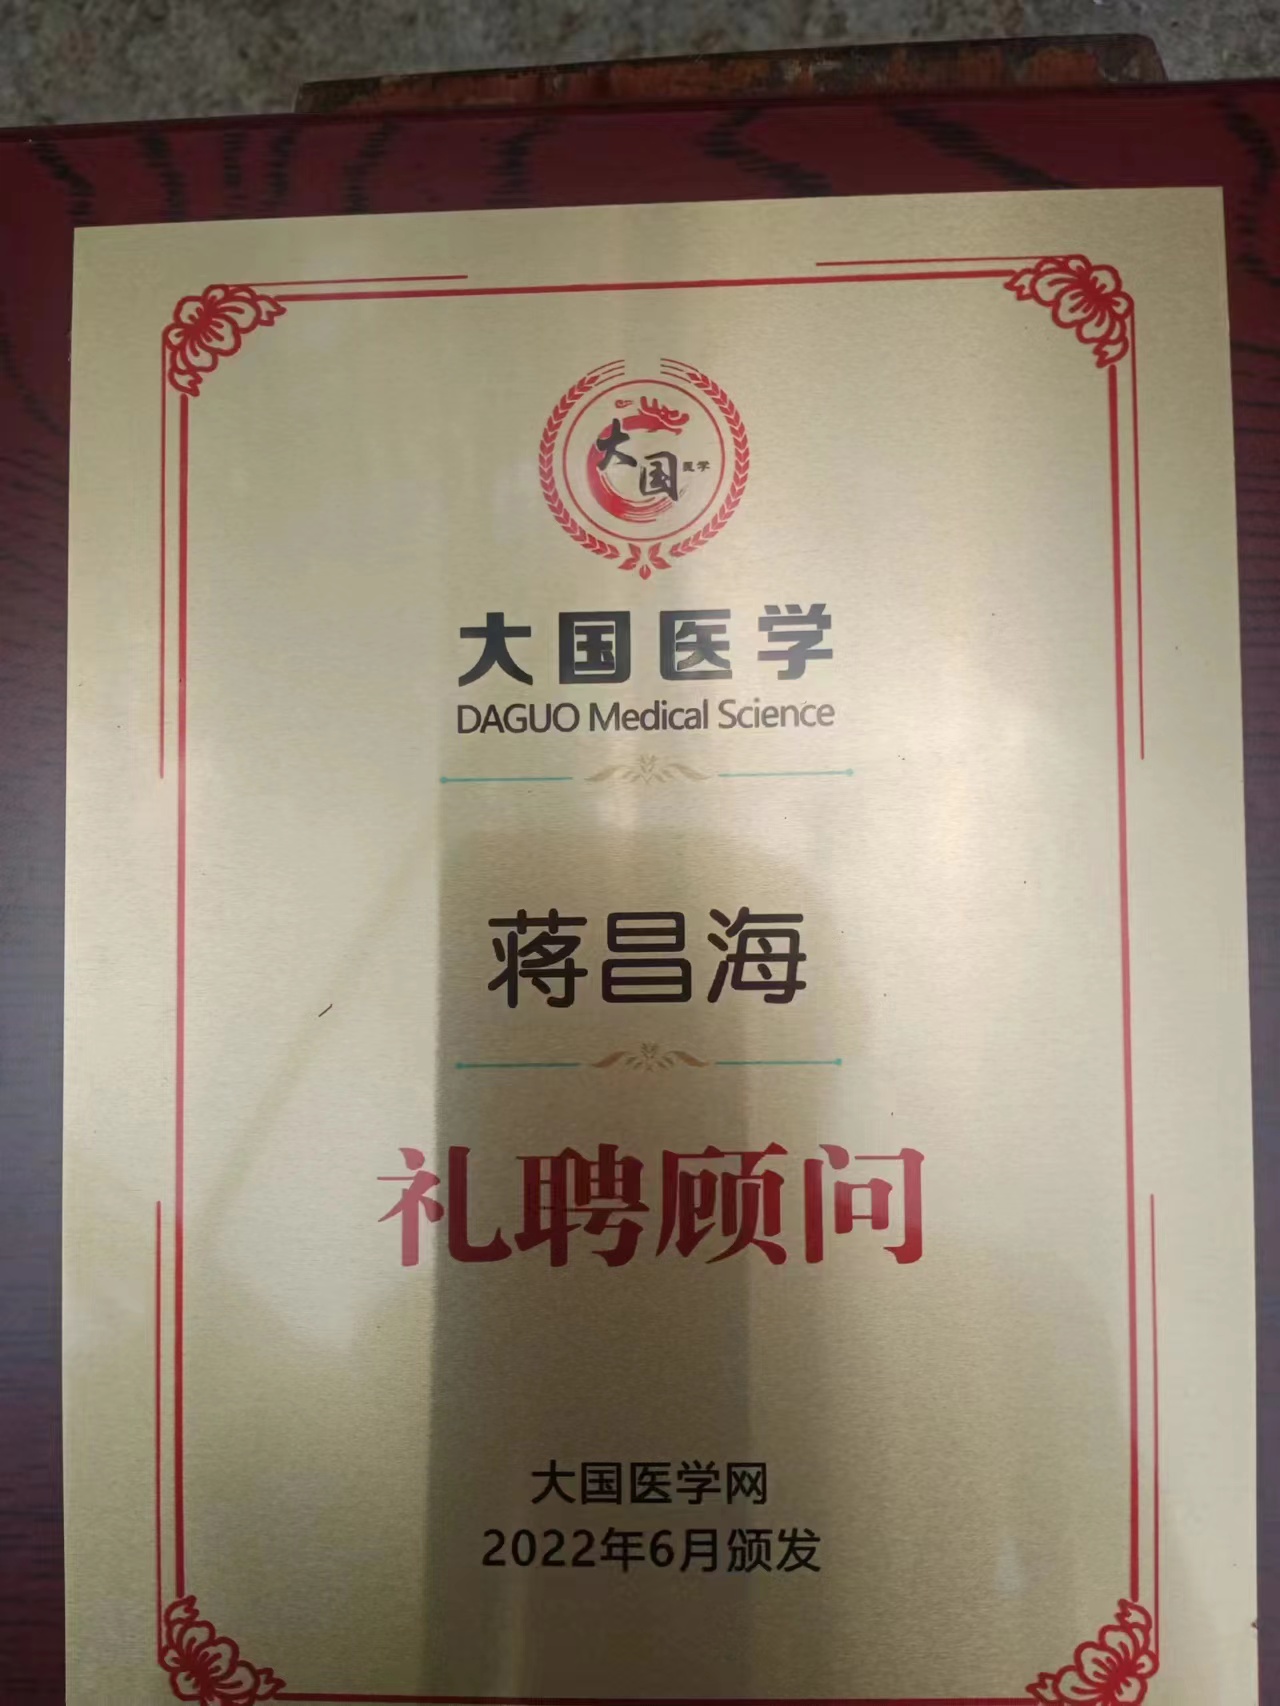 大国医学
大国医学
DAGUO Medical Science
蒋昌海
礼聘顾问
大国医学网
2022年6月颁发